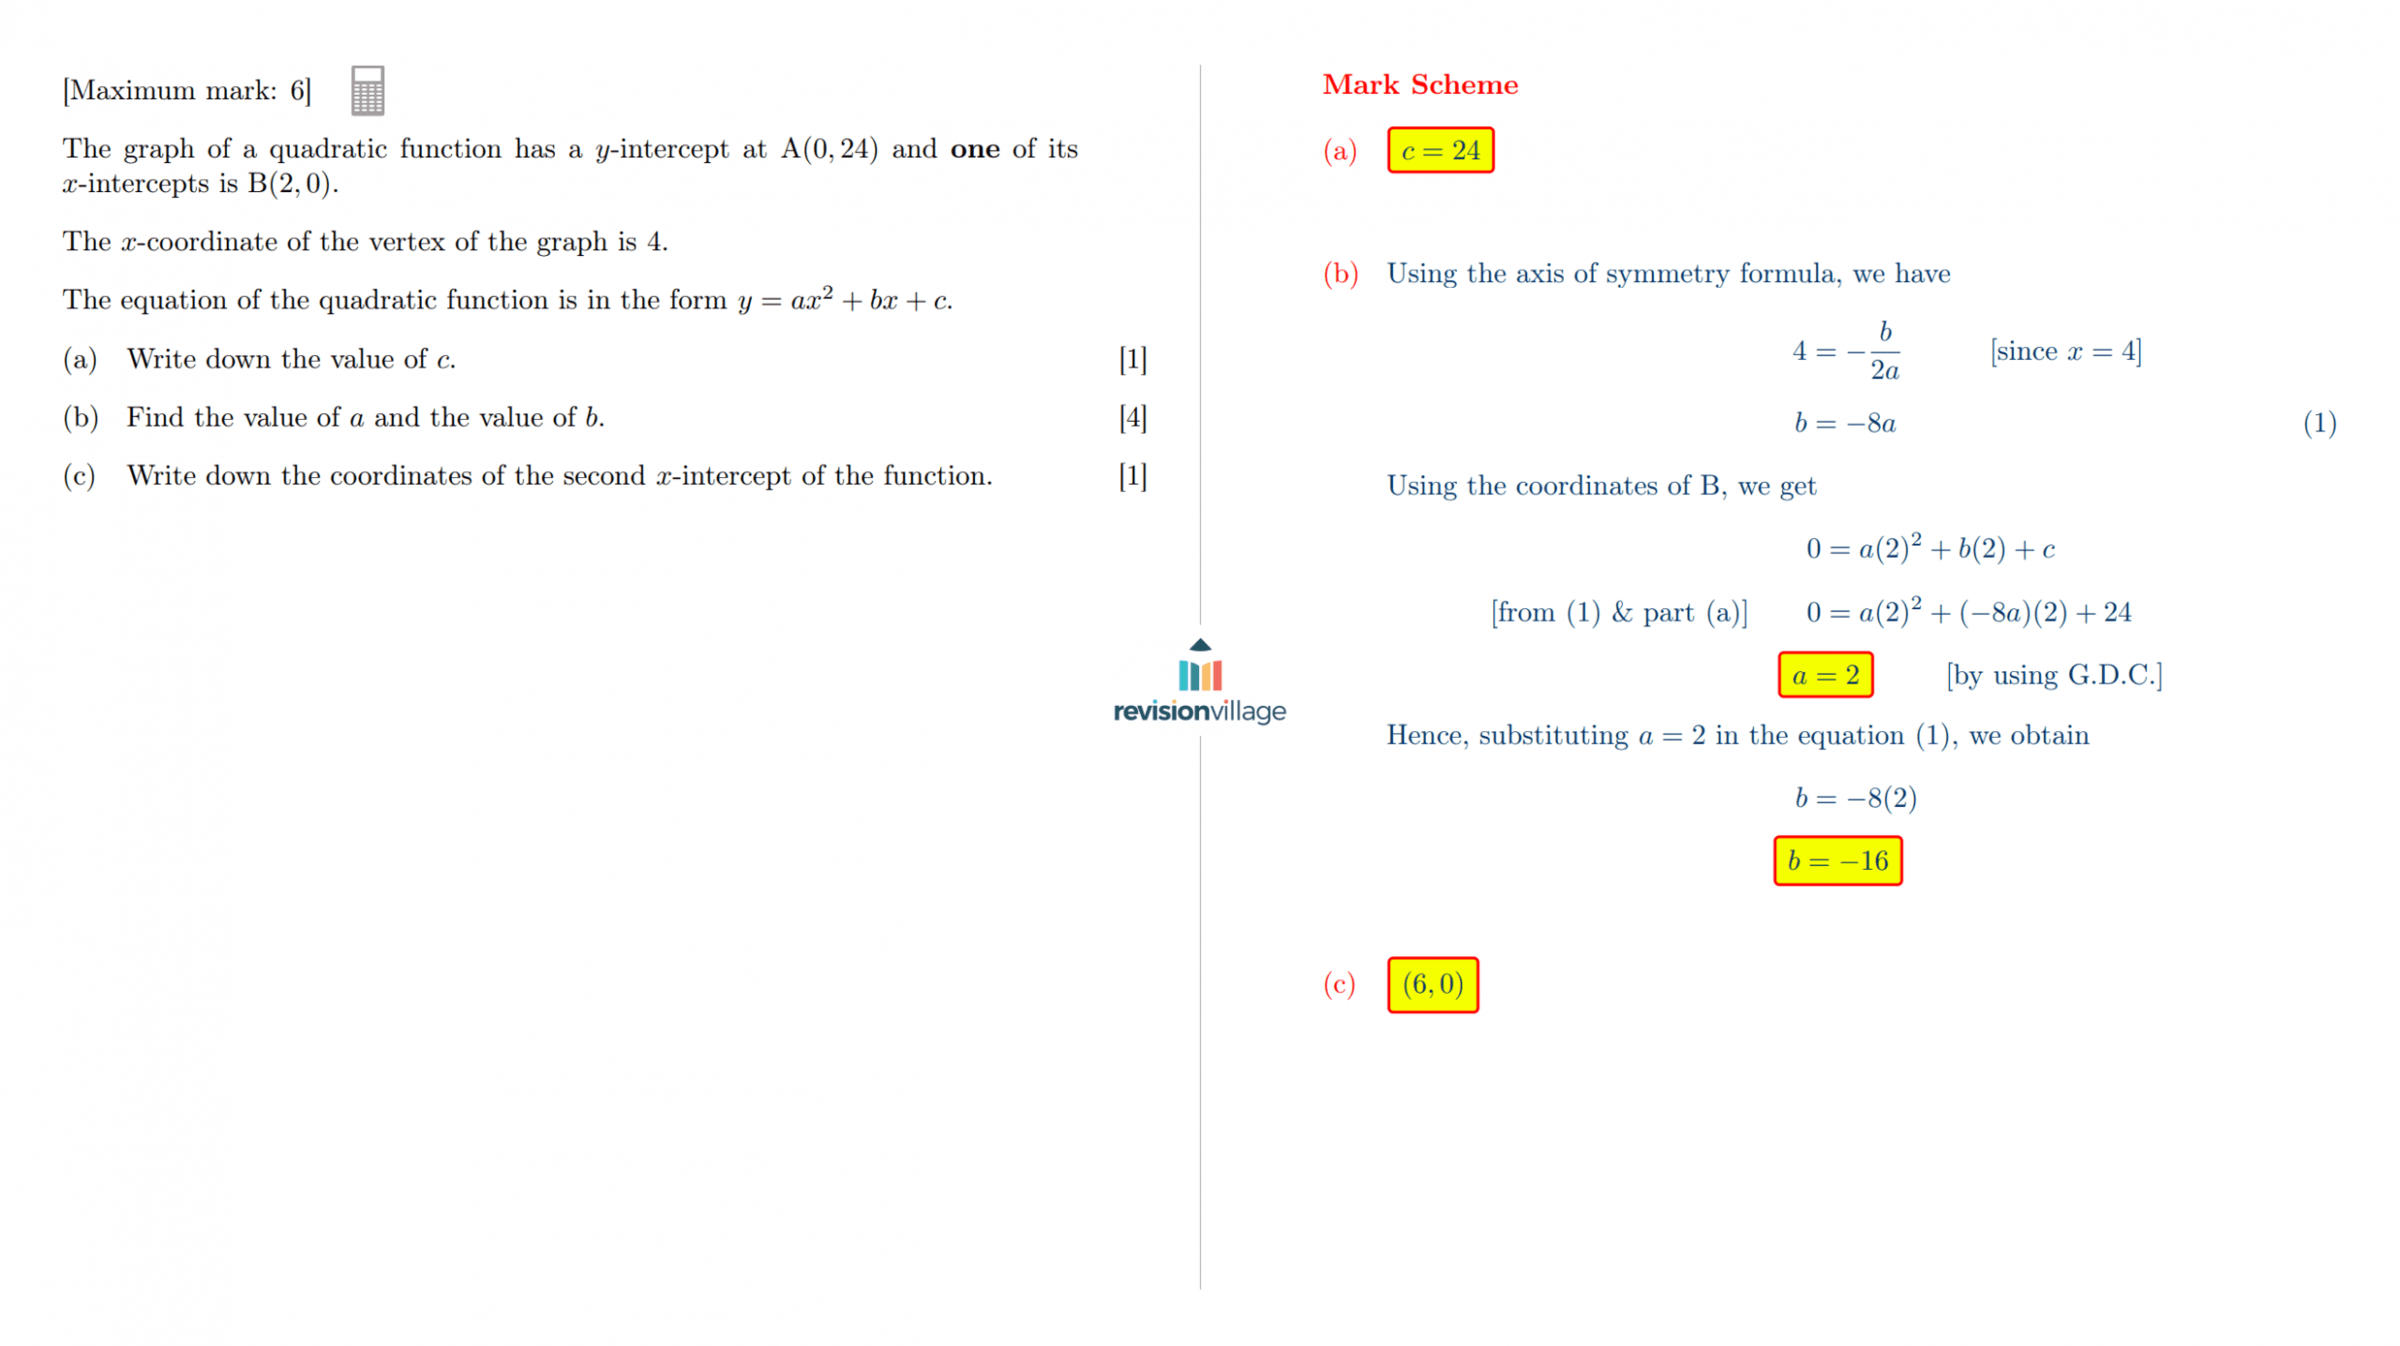 [Maximum mark: 6]
The graph of a quadratic function has a y-intercept at A(0, 24) and one of its
x-intercepts is B(2, 0).
The x-coordinate of the vertex of the graph is 4.
The equation of the quadratic function is in the form y = ax² + bx + c.
(a) Write down the value of c. [1]
(b) Find the value of a and the value of b. [4]
(c) Write down the coordinates of the second x-intercept of the function. [1]
revisionvillage
Mark Scheme
(a) c = 24
(b) Using the axis of symmetry formula, we have
4 = −b/2a [since x = 4]
b = −8a (1)
Using the coordinates of B, we get
0 = a(2)² + b(2) + c
[from (1) & part (a)] 0 = a(2)² + (−8a)(2) + 24
a = 2 [by using G.D.C.]
Hence, substituting a = 2 in the equation (1), we obtain
b = −8(2)
b = −16
(c) (6, 0)